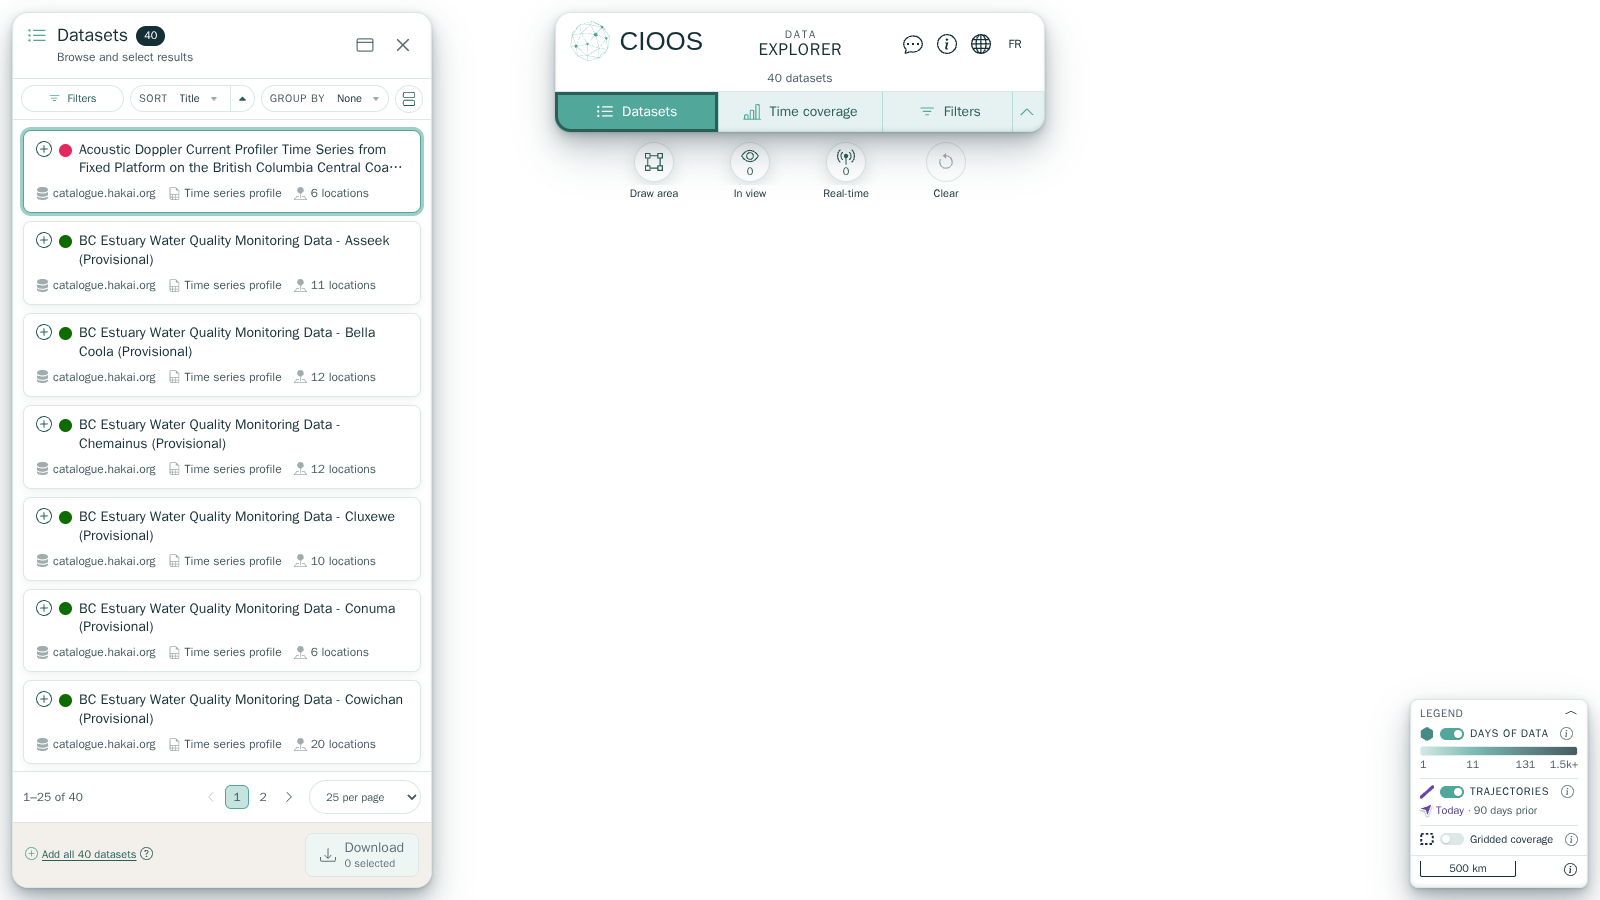 Datasets 40
Browse and select results
Filters
SORT Title
GROUP BY None
Acoustic Doppler Current Profiler Time Series from
Fixed Platform on the British Columbia Central Coa...
catalogue.hakai.org Time series profile 6 locations
BC Estuary Water Quality Monitoring Data - Asseek
(Provisional)
catalogue.hakai.org Time series profile 11 locations
BC Estuary Water Quality Monitoring Data - Bella
Coola (Provisional)
catalogue.hakai.org Time series profile 12 locations
BC Estuary Water Quality Monitoring Data -
Chemainus (Provisional)
catalogue.hakai.org Time series profile 12 locations
BC Estuary Water Quality Monitoring Data - Cluxewe
(Provisional)
catalogue.hakai.org Time series profile 10 locations
BC Estuary Water Quality Monitoring Data - Conuma
(Provisional)
catalogue.hakai.org Time series profile 6 locations
BC Estuary Water Quality Monitoring Data - Cowichan
(Provisional)
catalogue.hakai.org Time series profile 20 locations
1–25 of 40
1 2
25 per page
Add all 40 datasets ?
Download
0 selected
CIOOS
DATA
EXPLORER
FR
40 datasets
Datasets
Time coverage
Filters
Draw area
0
In view
0
Real-time
Clear
LEGEND
DAYS OF DATA
1 11 131 1.5k+
TRAJECTORIES
Today · 90 days prior
Gridded coverage
500 km